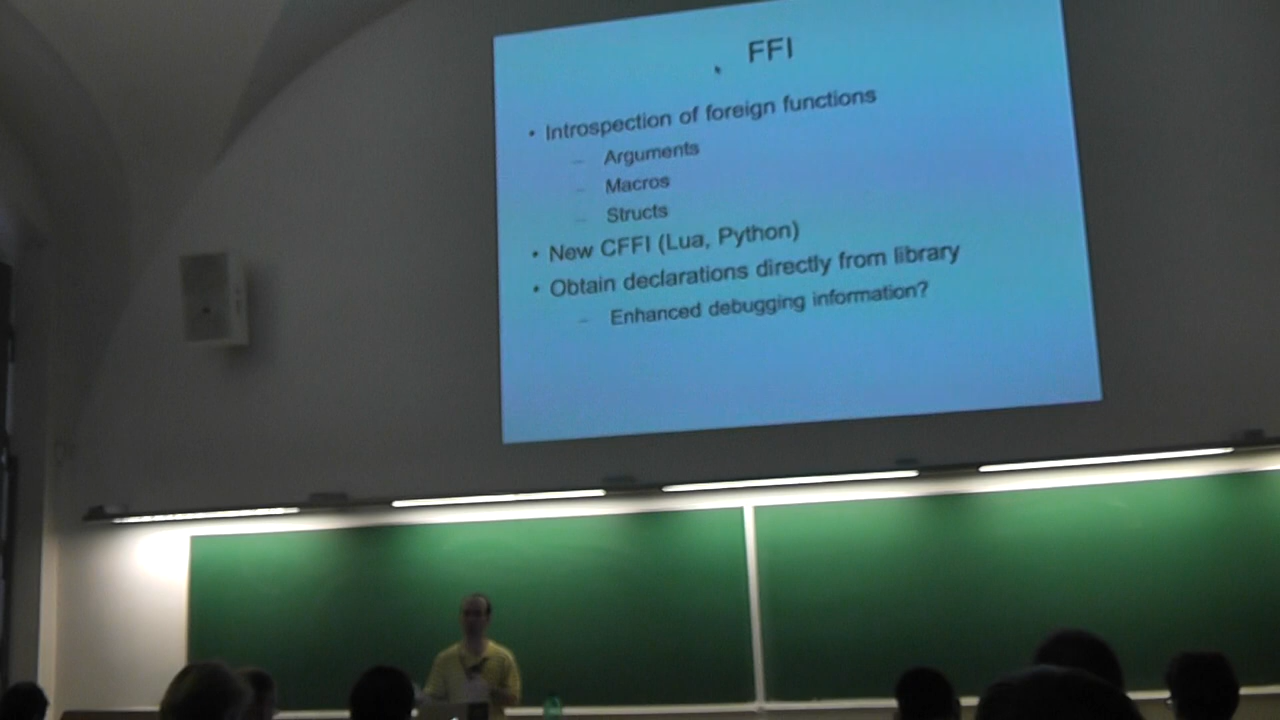 FFI
• Introspection of foreign functions
– Arguments
– Macros
– Structs
• New CFFI (Lua, Python)
• Obtain declarations directly from library
– Enhanced debugging information?